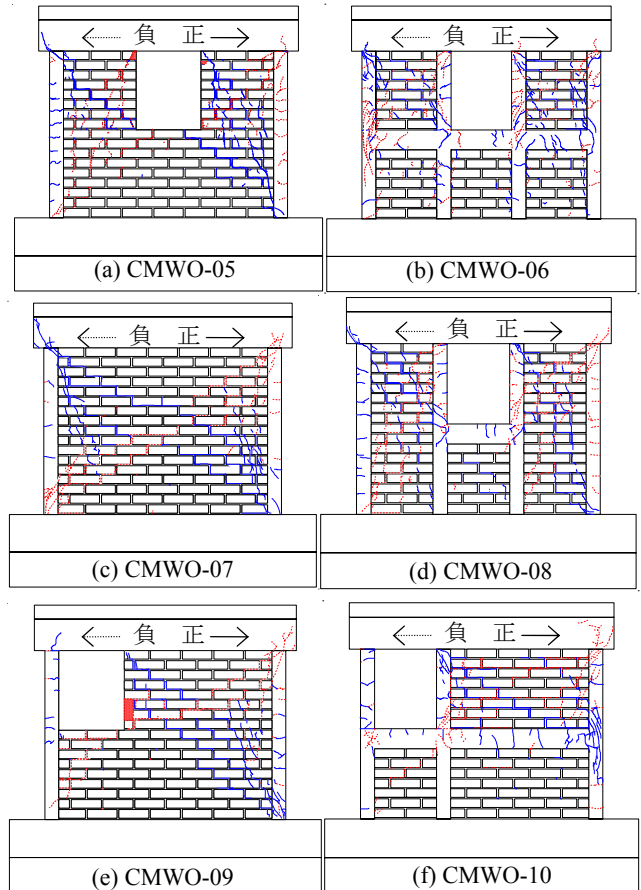 負 正
負 正
(a) CMWO-05
(b) CMWO-06
負 正
負 正
(c) CMWO-07
(d) CMWO-08
負 正
負 正
(e) CMWO-09
(f) CMWO-10